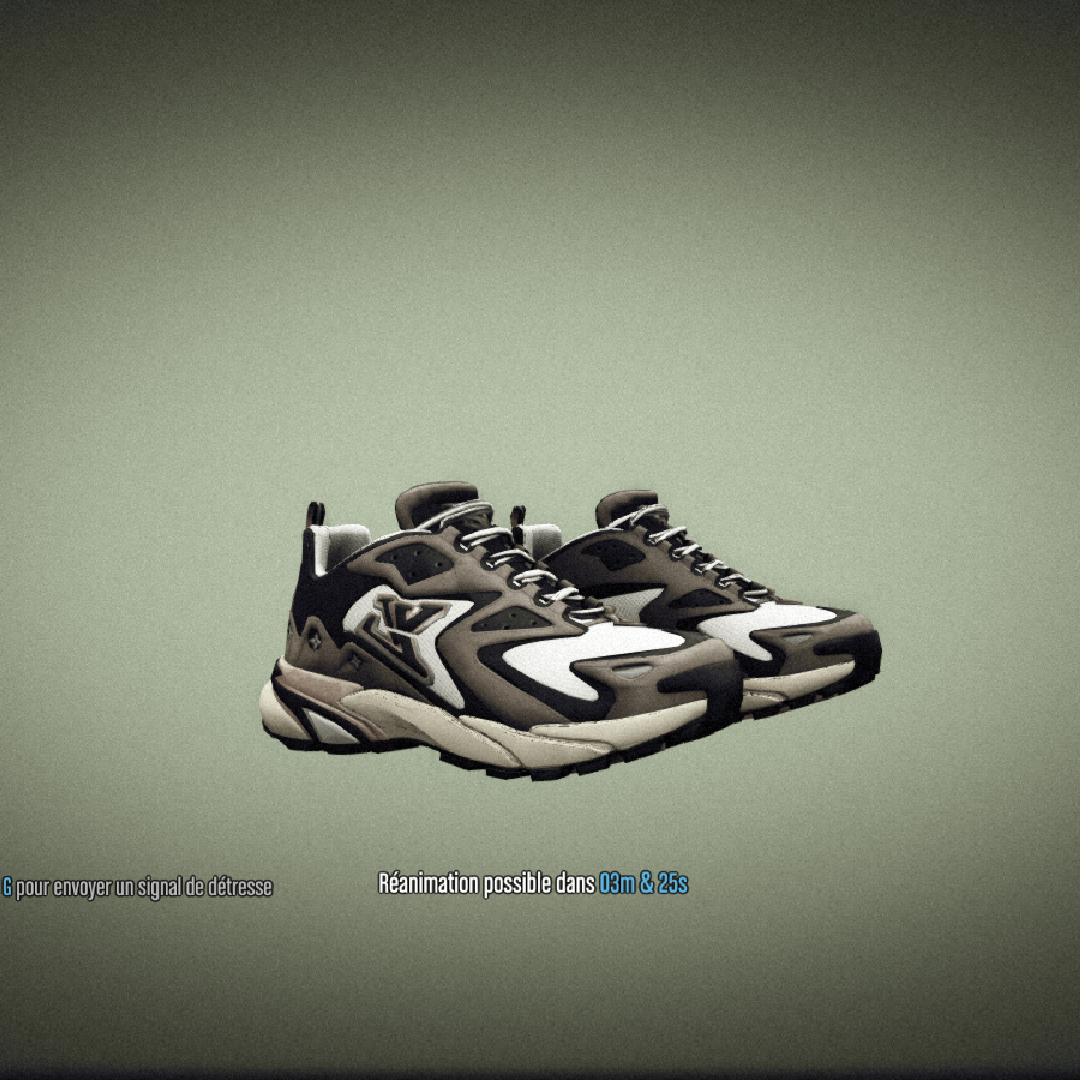 G pour envoyer un signal de détresse
Réanimation possible dans 03m & 25s